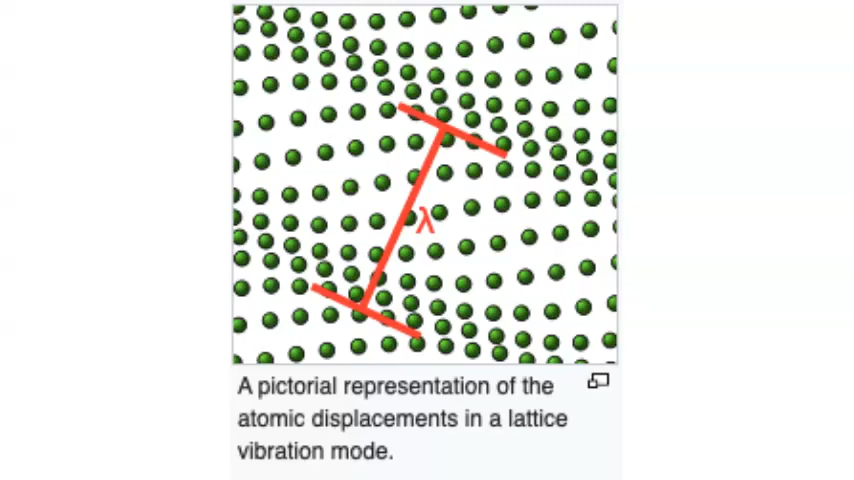 λ
A pictorial representation of the
atomic displacements in a lattice
vibration mode.